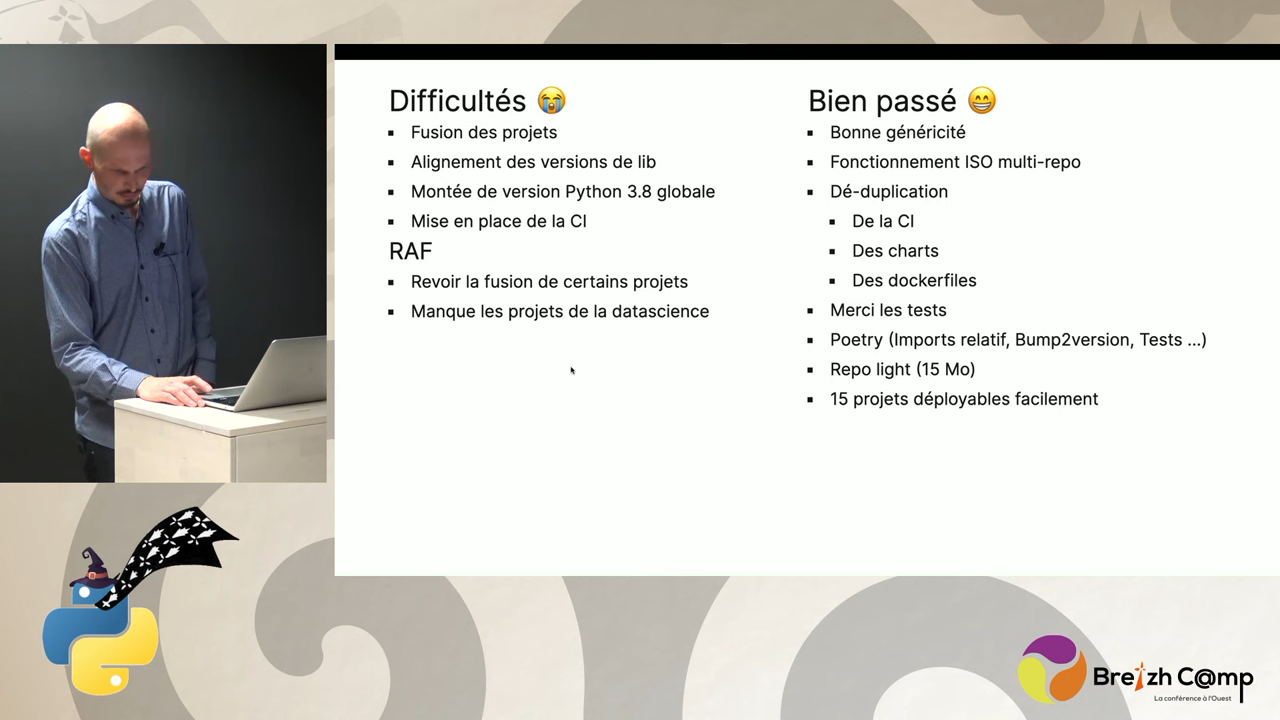 Difficultés 😭
▪ Fusion des projets
▪ Alignement des versions de lib
▪ Montée de version Python 3.8 globale
▪ Mise en place de la CI
RAF
▪ Revoir la fusion de certains projets
▪ Manque les projets de la datascience
Bien passé 😁
▪ Bonne généricité
▪ Fonctionnement ISO multi-repo
▪ Dé-duplication
▪ De la CI
▪ Des charts
▪ Des dockerfiles
▪ Merci les tests
▪ Poetry (Imports relatif, Bump2version, Tests ...)
▪ Repo light (15 Mo)
▪ 15 projets déployables facilement
Breizh C@mp
La conférence à l'Ouest